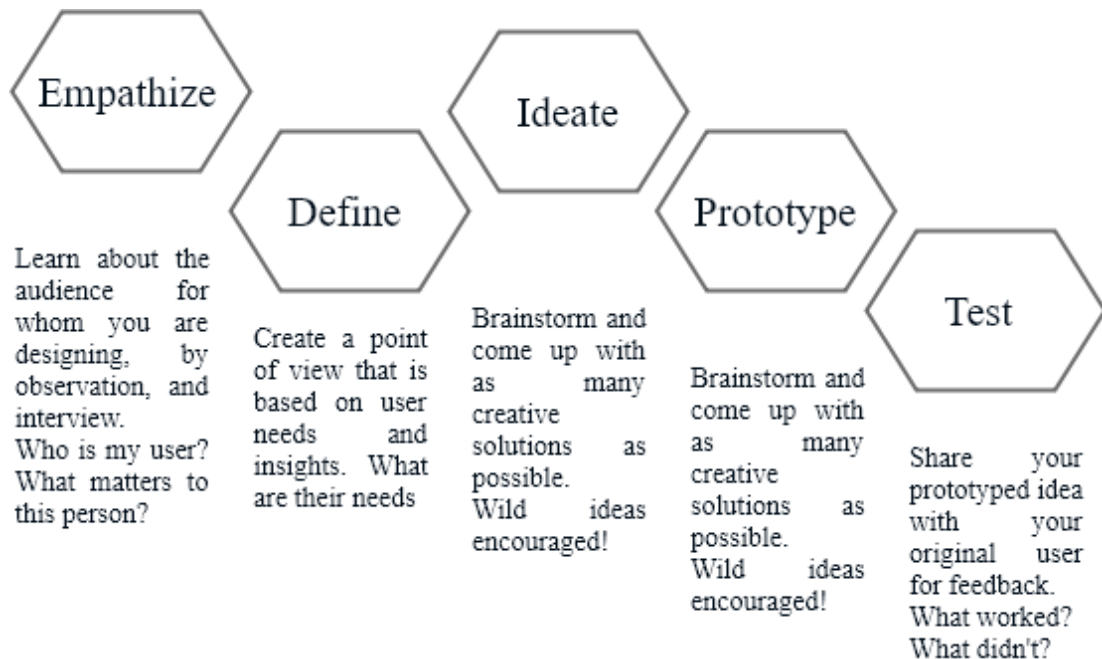 Empathize
Learn about the
audience for
whom you are
designing, by
observation, and
interview.
Who is my user?
What matters to
this person?
Define
Create a point
of view that is
based on user
needs and
insights. What
are their needs
Ideate
Brainstorm and
come up with
as many
creative
solutions as
possible.
Wild ideas
encouraged!
Prototype
Brainstorm and
come up with
as many
creative
solutions as
possible.
Wild ideas
encouraged!
Test
Share your
prototyped idea
with your
original user
for feedback.
What worked?
What didn't?